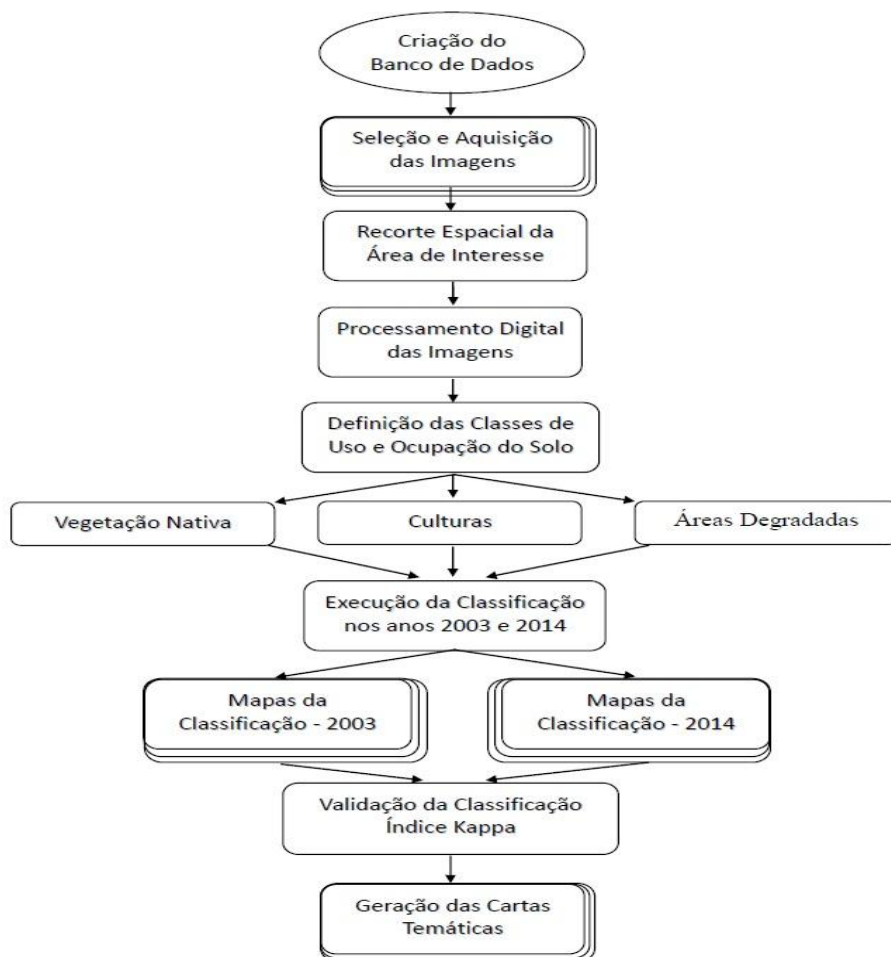 Criação do
Banco de Dados
Seleção e Aquisição
das Imagens
Recorte Espacial da
Área de Interesse
Processamento Digital
das Imagens
Definição das Classes de
Uso e Ocupação do Solo
Vegetação Nativa
Culturas
Áreas Degradadas
Execução da Classificação
nos anos 2003 e 2014
Mapas da
Classificação - 2003
Mapas da
Classificação - 2014
Validação da Classificação
Índice Kappa
Geração das Cartas
Temáticas